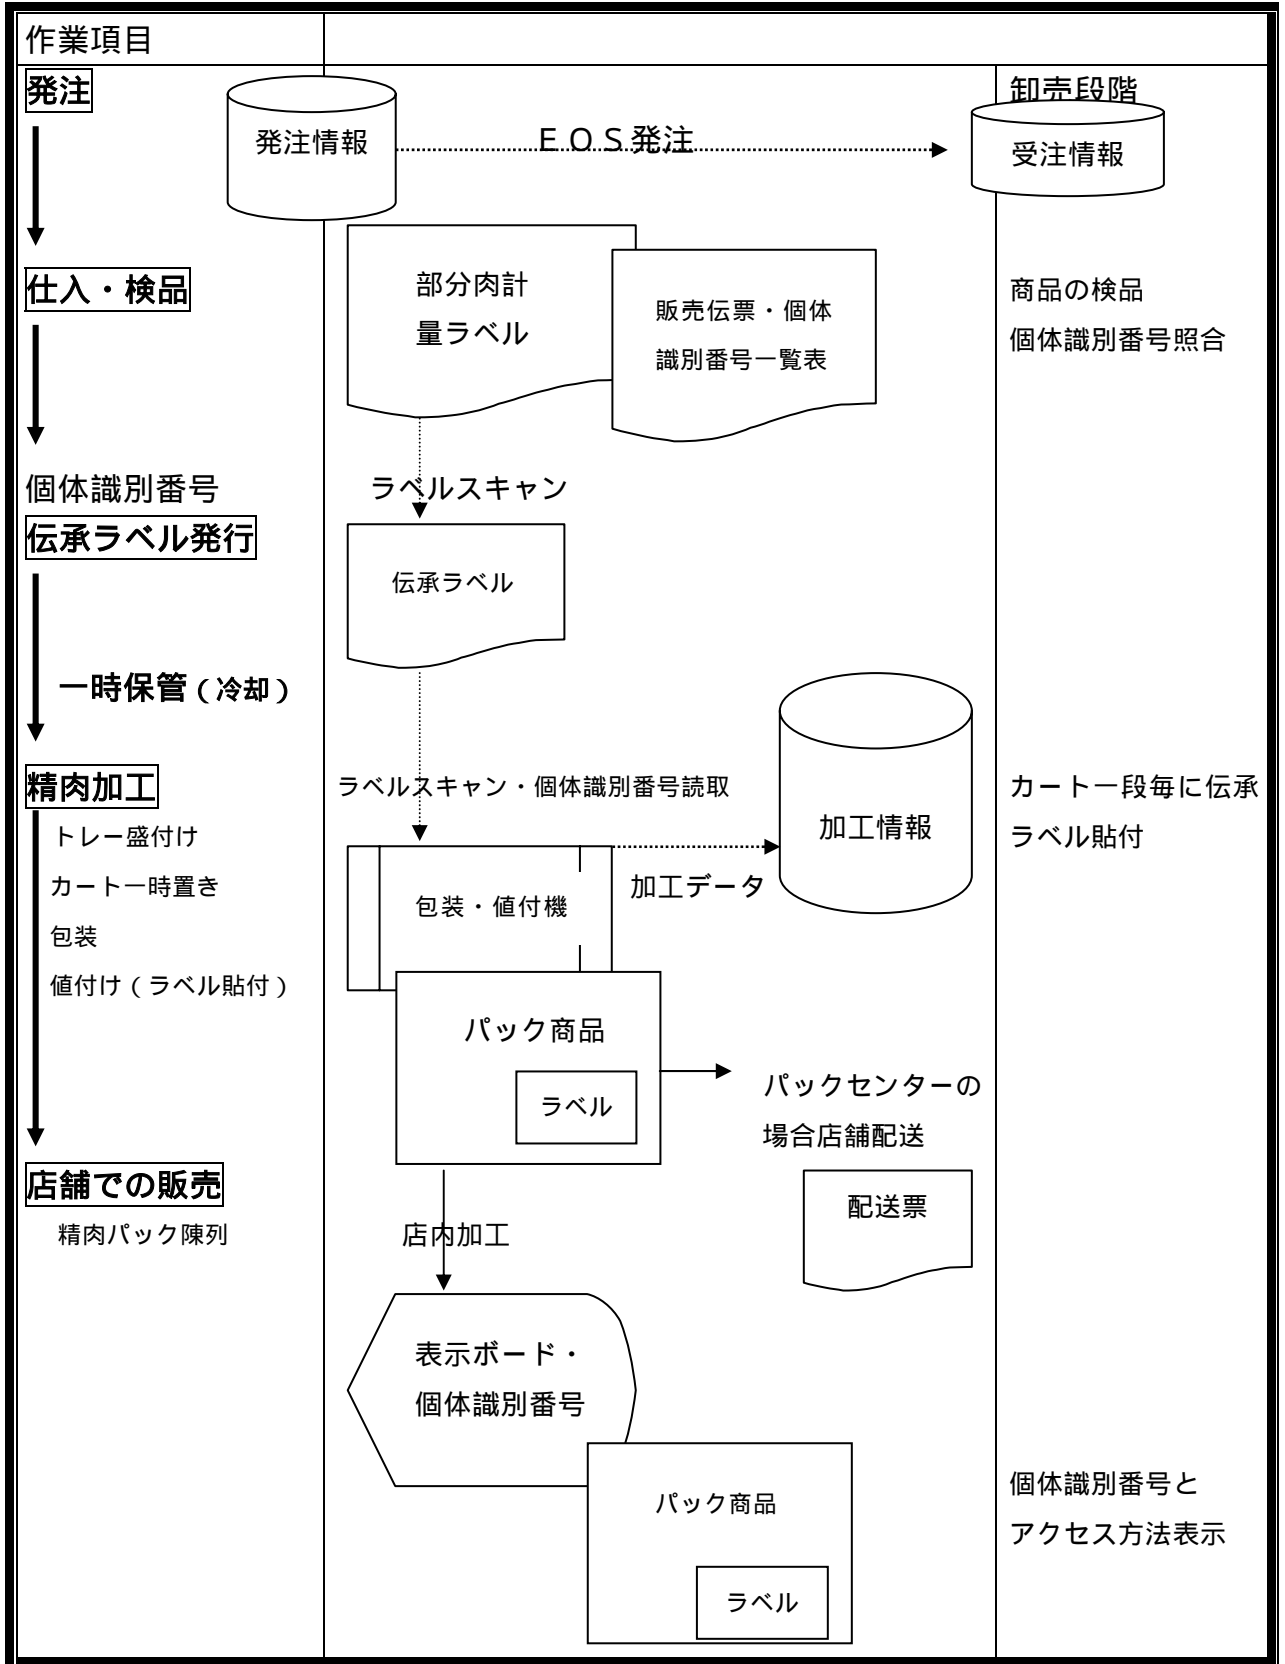 作業項目
発注
卸売段階
発注情報
ＥＯＳ発注
受注情報
仕入・検品
部分肉計
量ラベル
販売伝票・個体
識別番号一覧表
商品の検品
個体識別番号照合
個体識別番号
伝承ラベル発行
ラベルスキャン
伝承ラベル
一時保管（冷却）
精肉加工
ラベルスキャン・個体識別番号読取
加工情報
カート一段毎に伝承
ラベル貼付
トレー盛付け
カート一時置き
包装
値付け（ラベル貼付）
包装・値付機
加工データ
パック商品
ラベル
パックセンターの
場合店舗配送
店舗での販売
精肉パック陳列
店内加工
配送票
表示ボード・
個体識別番号
パック商品
ラベル
個体識別番号と
アクセス方法表示